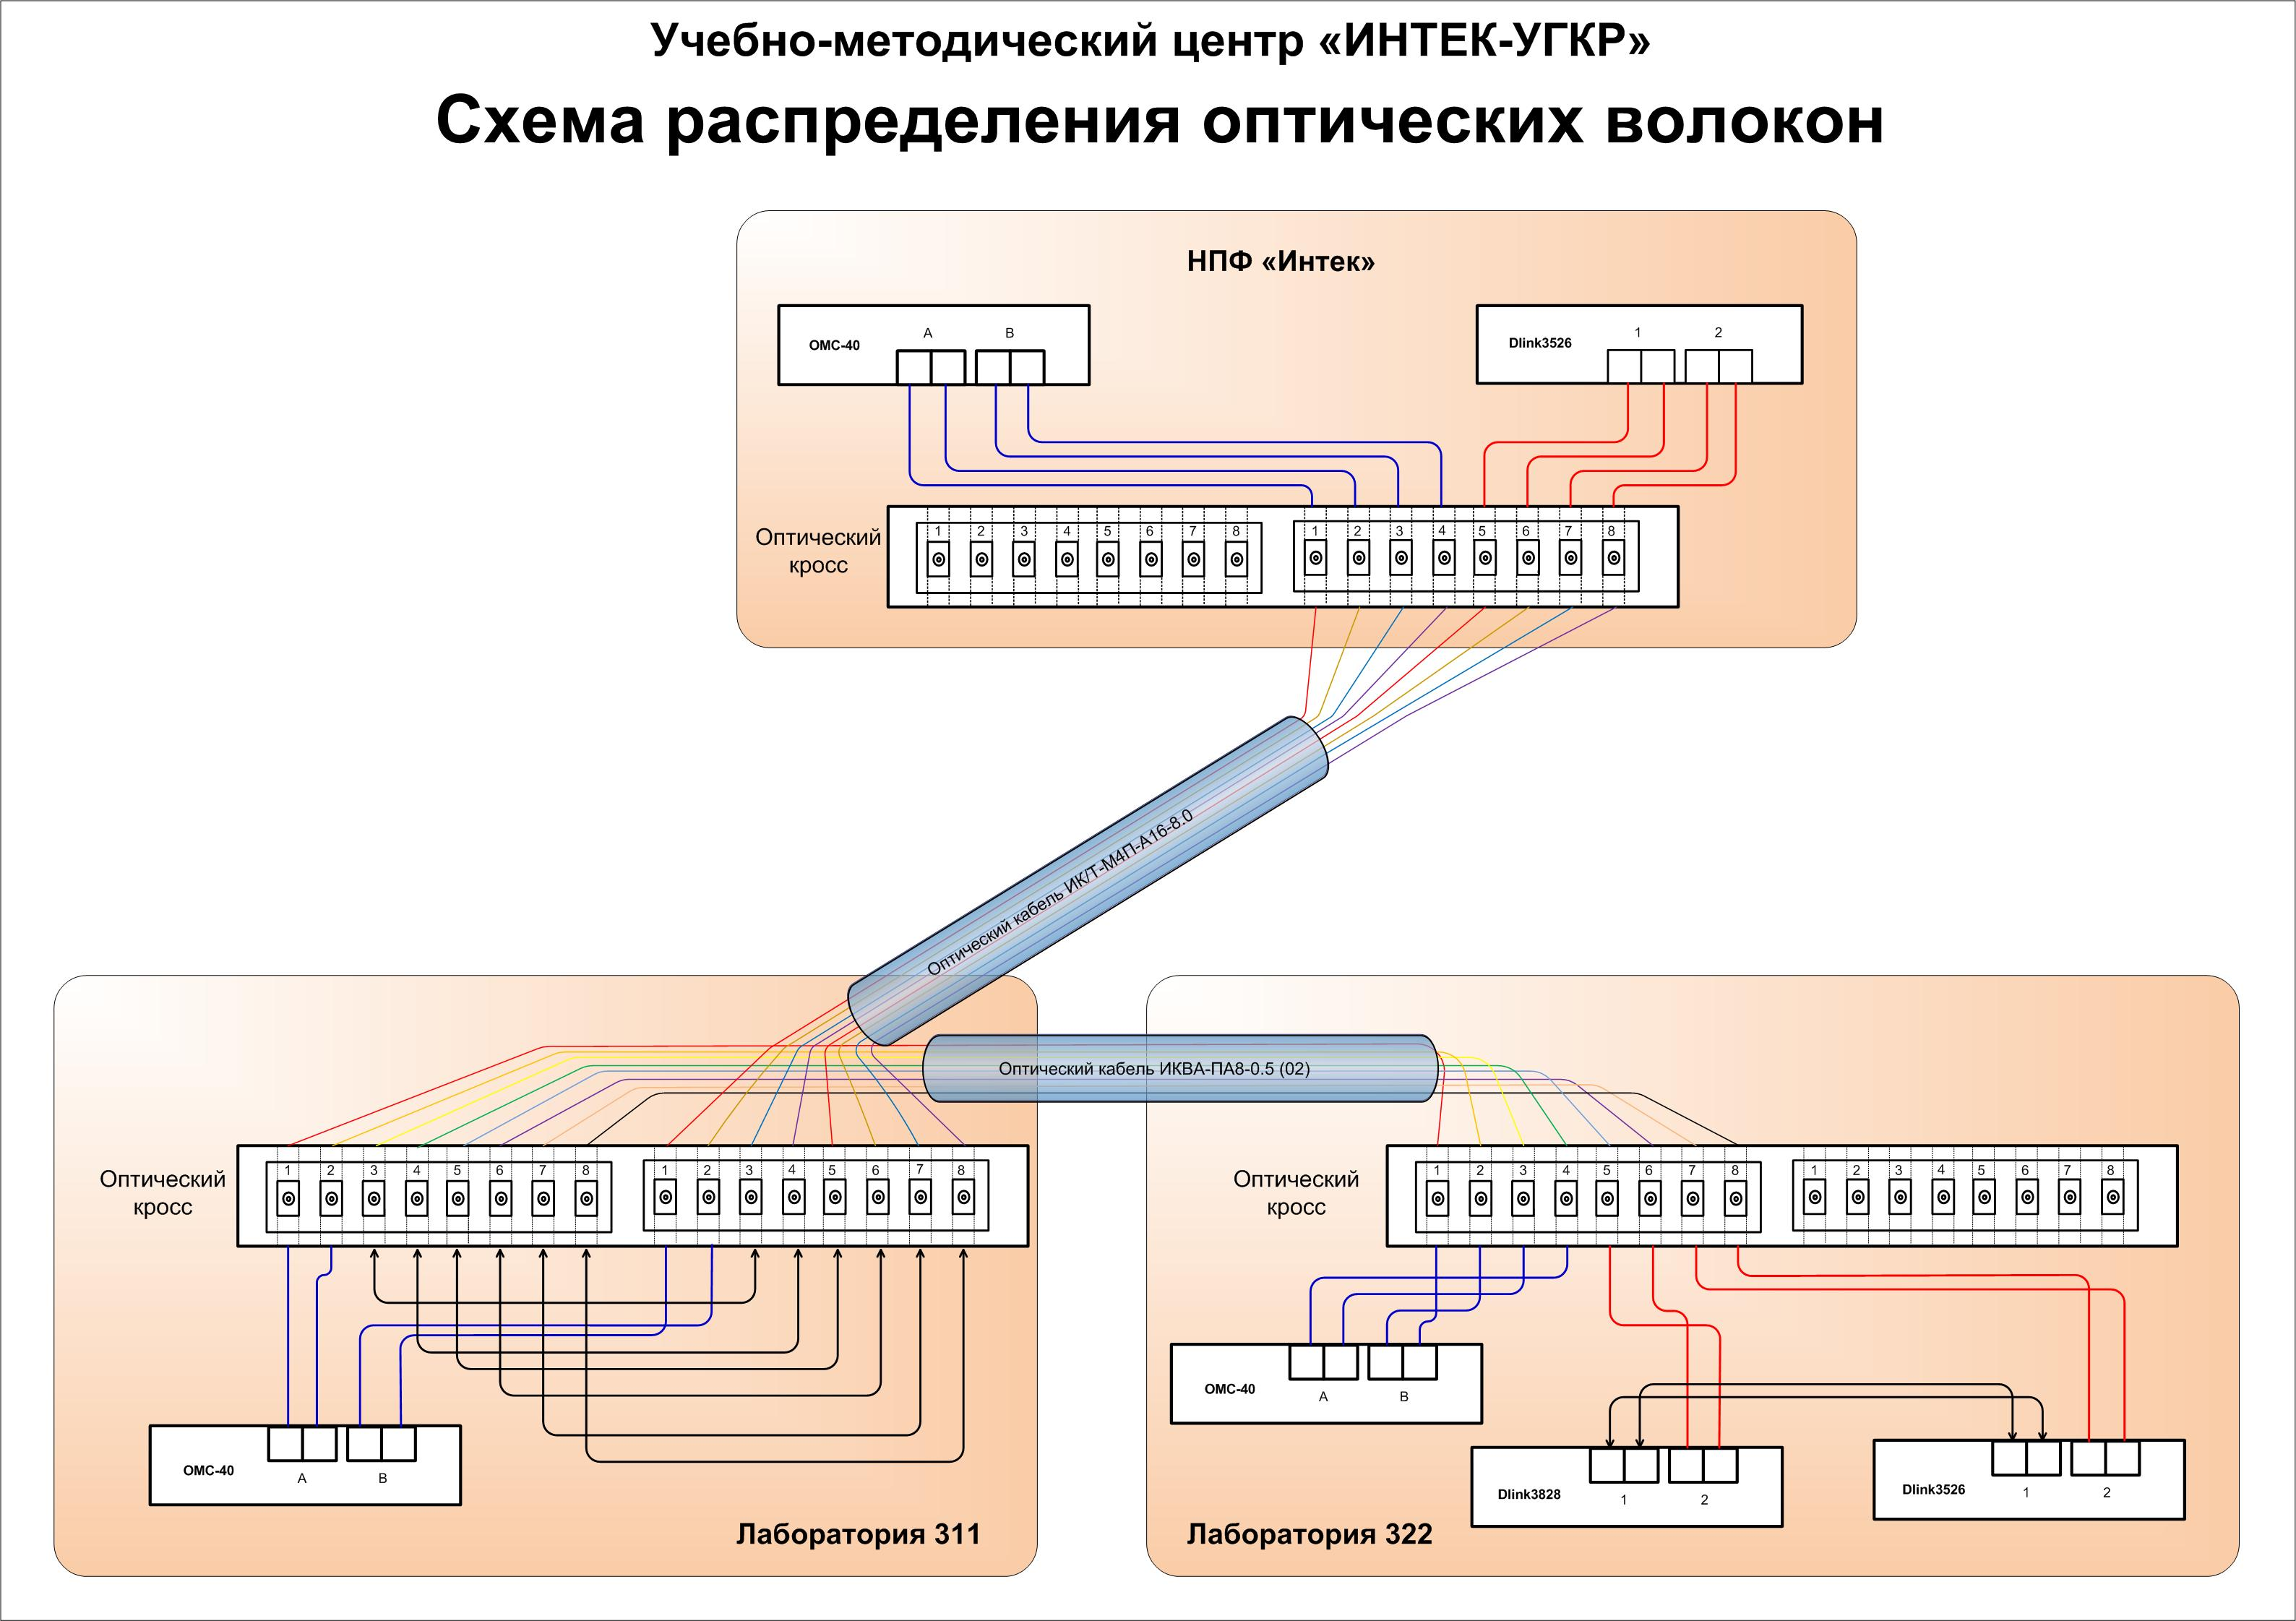 Учебно-методический центр «ИНТЕК-УГКР»
Схема распределения оптических волокон
НПФ «Интек»
ОМС-40
A
B
Dlink3526
1
2
Оптический
кросс
1 2 3 4 5 6 7 8
1 2 3 4 5 6 7 8
Оптический кабель ИК/Т-М4П-А16-8.0
Оптический кабель ИКВА-ПА8-0.5 (02)
Оптический
кросс
1 2 3 4 5 6 7 8
1 2 3 4 5 6 7 8
ОМС-40
A
B
Лаборатория 311
Оптический
кросс
1 2 3 4 5 6 7 8
1 2 3 4 5 6 7 8
ОМС-40
A
B
Dlink3828
1
2
Dlink3526
1
2
Лаборатория 322